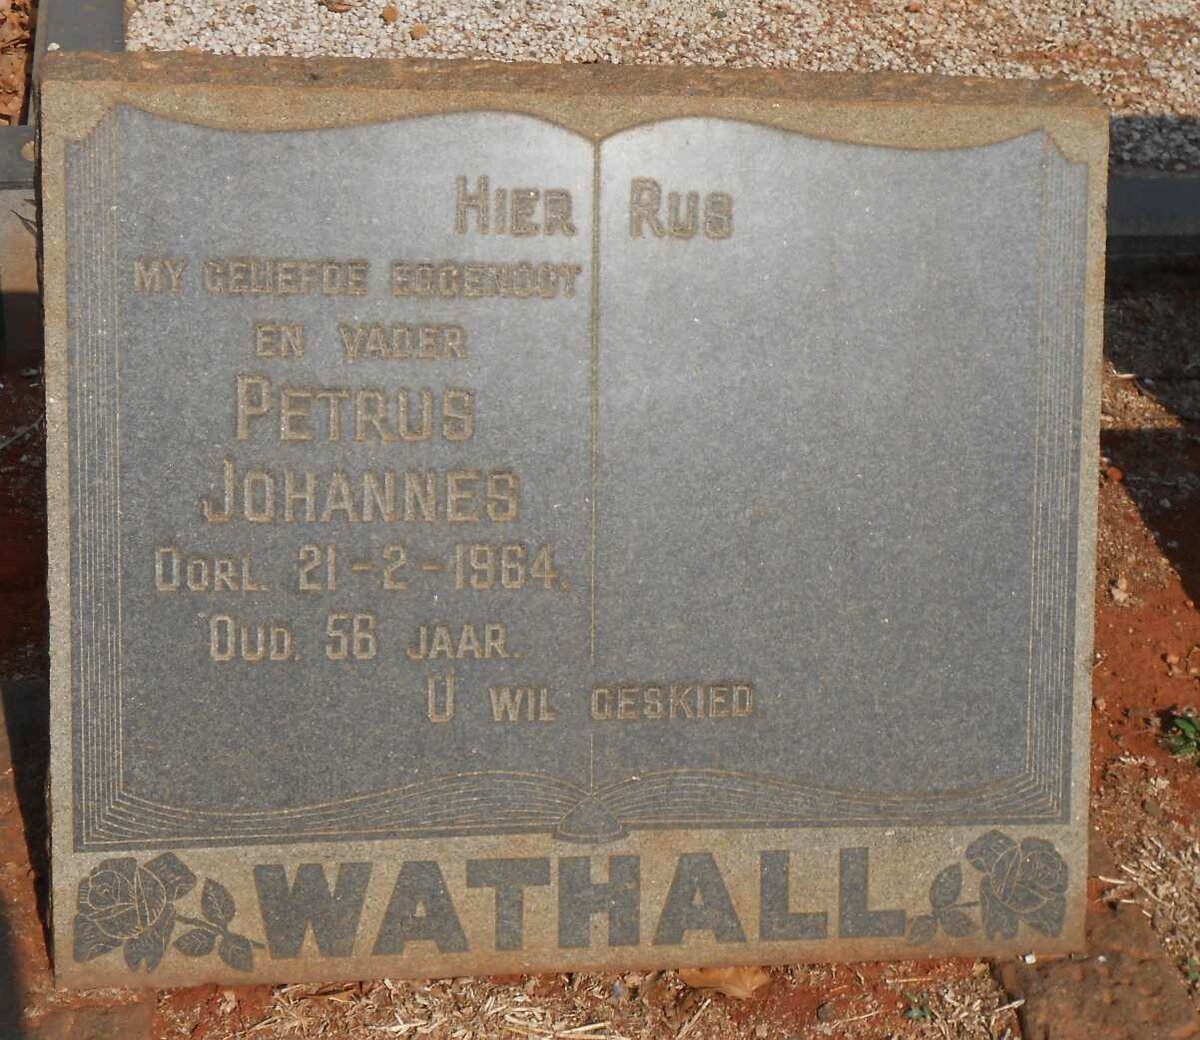 HIER RUS
MY GELIEFDE EGGENOOT
EN VADER
PETRUS
JOHANNES
OORL. 21-2-1964.
OUD. 56 JAAR.
U WIL GESKIED.
WATHALL